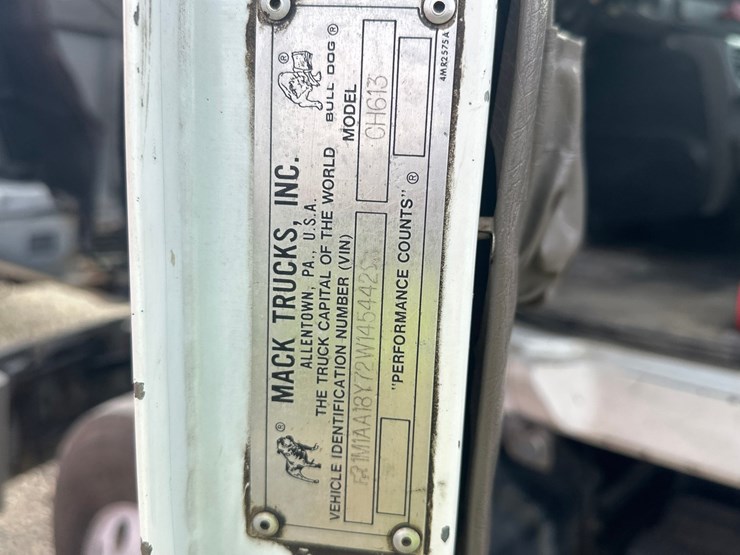 MACK TRUCKS, INC.
ALLENTOWN, PA., U.S.A.
THE TRUCK CAPITAL OF THE WORLD
BULL DOG ®
VEHICLE IDENTIFICATION NUMBER (VIN)
MODEL
1M1AA18Y72W145442
CH613
"PERFORMANCE COUNTS" ®
4MR2575A